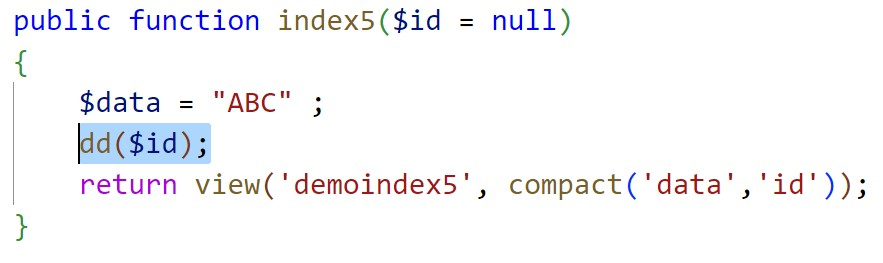 public function index5($id = null)
{
    $data = "ABC" ;
    dd($id);
    return view('demoindex5', compact('data','id'));
}